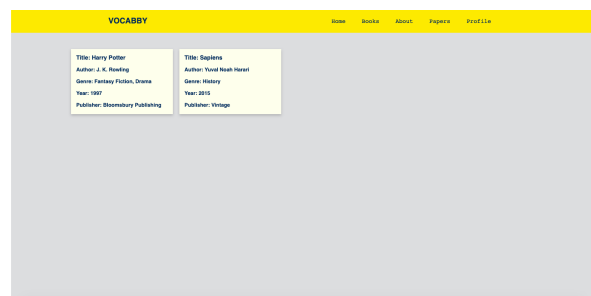 VOCABBY
Home Books About Papers Profile
Title: Harry Potter
Author: J. K. Rowling
Genre: Fantasy Fiction, Drama
Year: 1997
Publisher: Bloomsbury Publishing
Title: Sapiens
Author: Yuval Noah Harari
Genre: History
Year: 2015
Publisher: Vintage